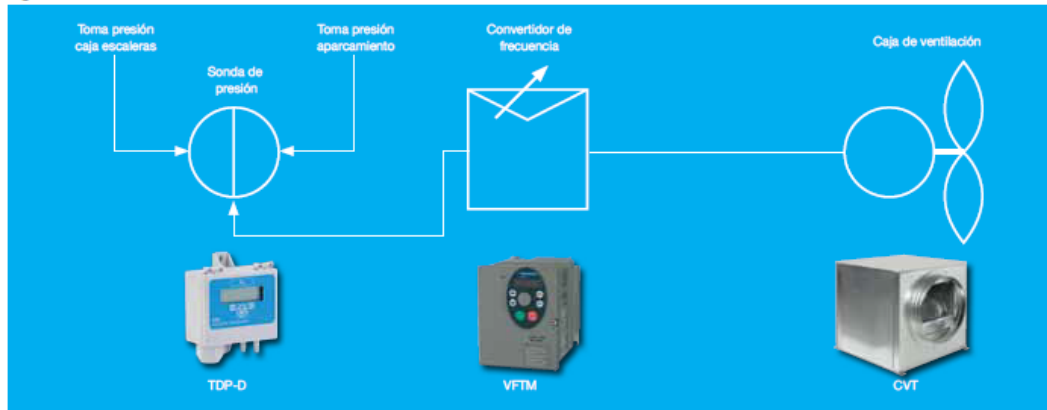 Toma presión
caja escaleras
Toma presión
aparcamiento
Convertidor de
frecuencia
Caja de ventilación
Sonda de
presión
TDP-D
VFTM
CVT